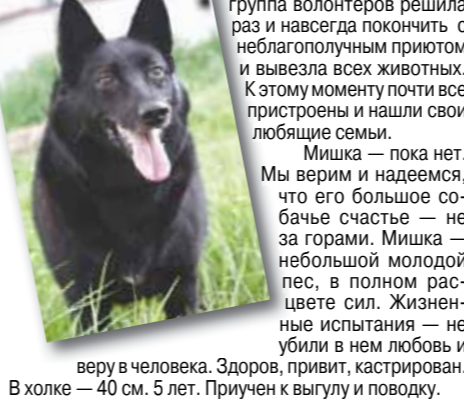 группа волонтеров решила
раз и навсегда покончить с
неблагополучным приютом
и вывезла всех животных.
К этому моменту почти все
пристроены и нашли свои
любящие семьи.
Мишка — пока нет.
Мы верим и надеемся,
что его большое со-
бачье счастье — не
за горами. Мишка —
небольшой молодой
пес, в полном рас-
цвете сил. Жизнен-
ные испытания — не
убили в нем любовь и
веру в человека. Здоров, привит, кастрирован.
В холке — 40 см. 5 лет. Приучен к выгулу и поводку.